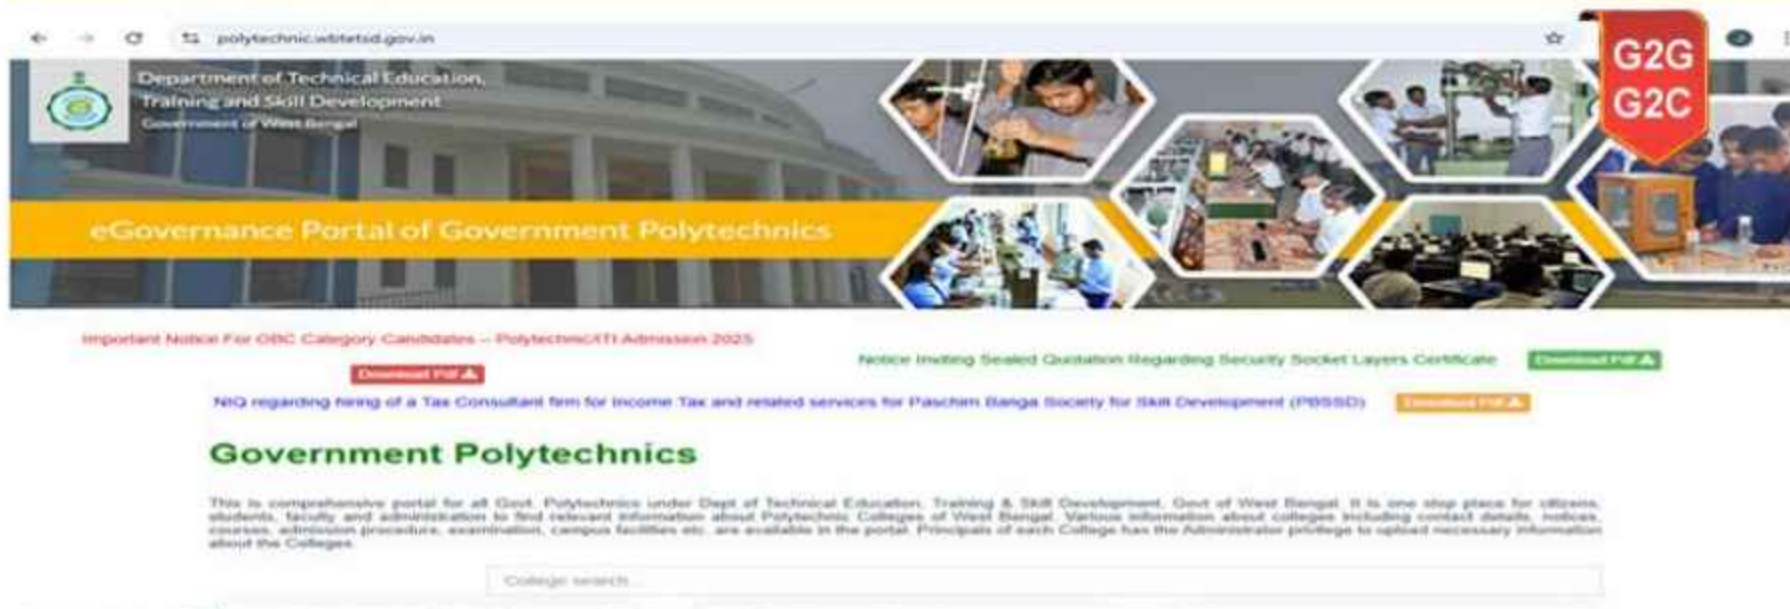 polytechnic.wbtetsd.gov.in
G2G
G2C
Department of Technical Education,
Training and Skill Development
Government of West Bengal
eGovernance Portal of Government Polytechnics
Important Notice For OBC Category Candidates – Polytechnic/ITI Admission 2025
Download Pdf
Notice Inviting Sealed Quotation Regarding Security Socket Layers Certificate Download Pdf
NIQ regarding hiring of a Tax Consultant firm for Income Tax and related services for Paschim Banga Society for Skill Development (PBSSD) Download Pdf
Government Polytechnics
This is comprehensive portal for all Govt. Polytechnics under Dept of Technical Education, Training & Skill Development, Govt of West Bengal. It is one stop place for citizens,
students, faculty and administration to find relevant information about Polytechnic Colleges of West Bengal. Various information about colleges including contact details, notices,
courses, admission procedure, examination, campus facilities etc. are available in the portal. Principals of each College has the Administrator privilege to upload necessary information
about the Colleges.
College search...